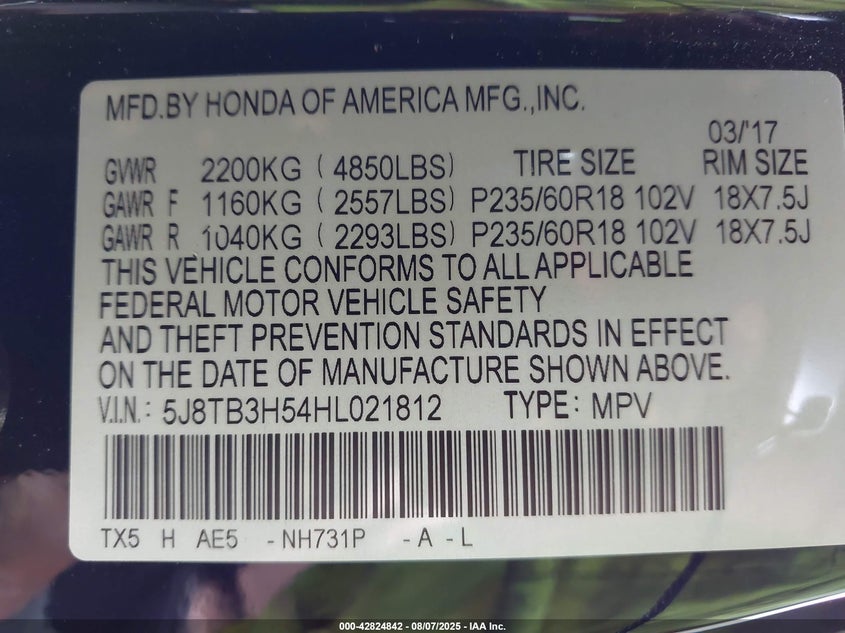 MFD.BY HONDA OF AMERICA MFG.,INC.
03/'17
GVWR 2200KG ( 4850LBS) TIRE SIZE RIM SIZE
GAWR F 1160KG ( 2557LBS) P235/60R18 102V 18X7.5J
GAWR R 1040KG ( 2293LBS) P235/60R18 102V 18X7.5J
THIS VEHICLE CONFORMS TO ALL APPLICABLE
FEDERAL MOTOR VEHICLE SAFETY
AND THEFT PREVENTION STANDARDS IN EFFECT
ON THE DATE OF MANUFACTURE SHOWN ABOVE.
V.I.N.: 5J8TB3H54HL021812 TYPE: MPV
TX5 H AE5 -NH731P -A -L
000-42824842 - 08/07/2025 - IAA Inc.